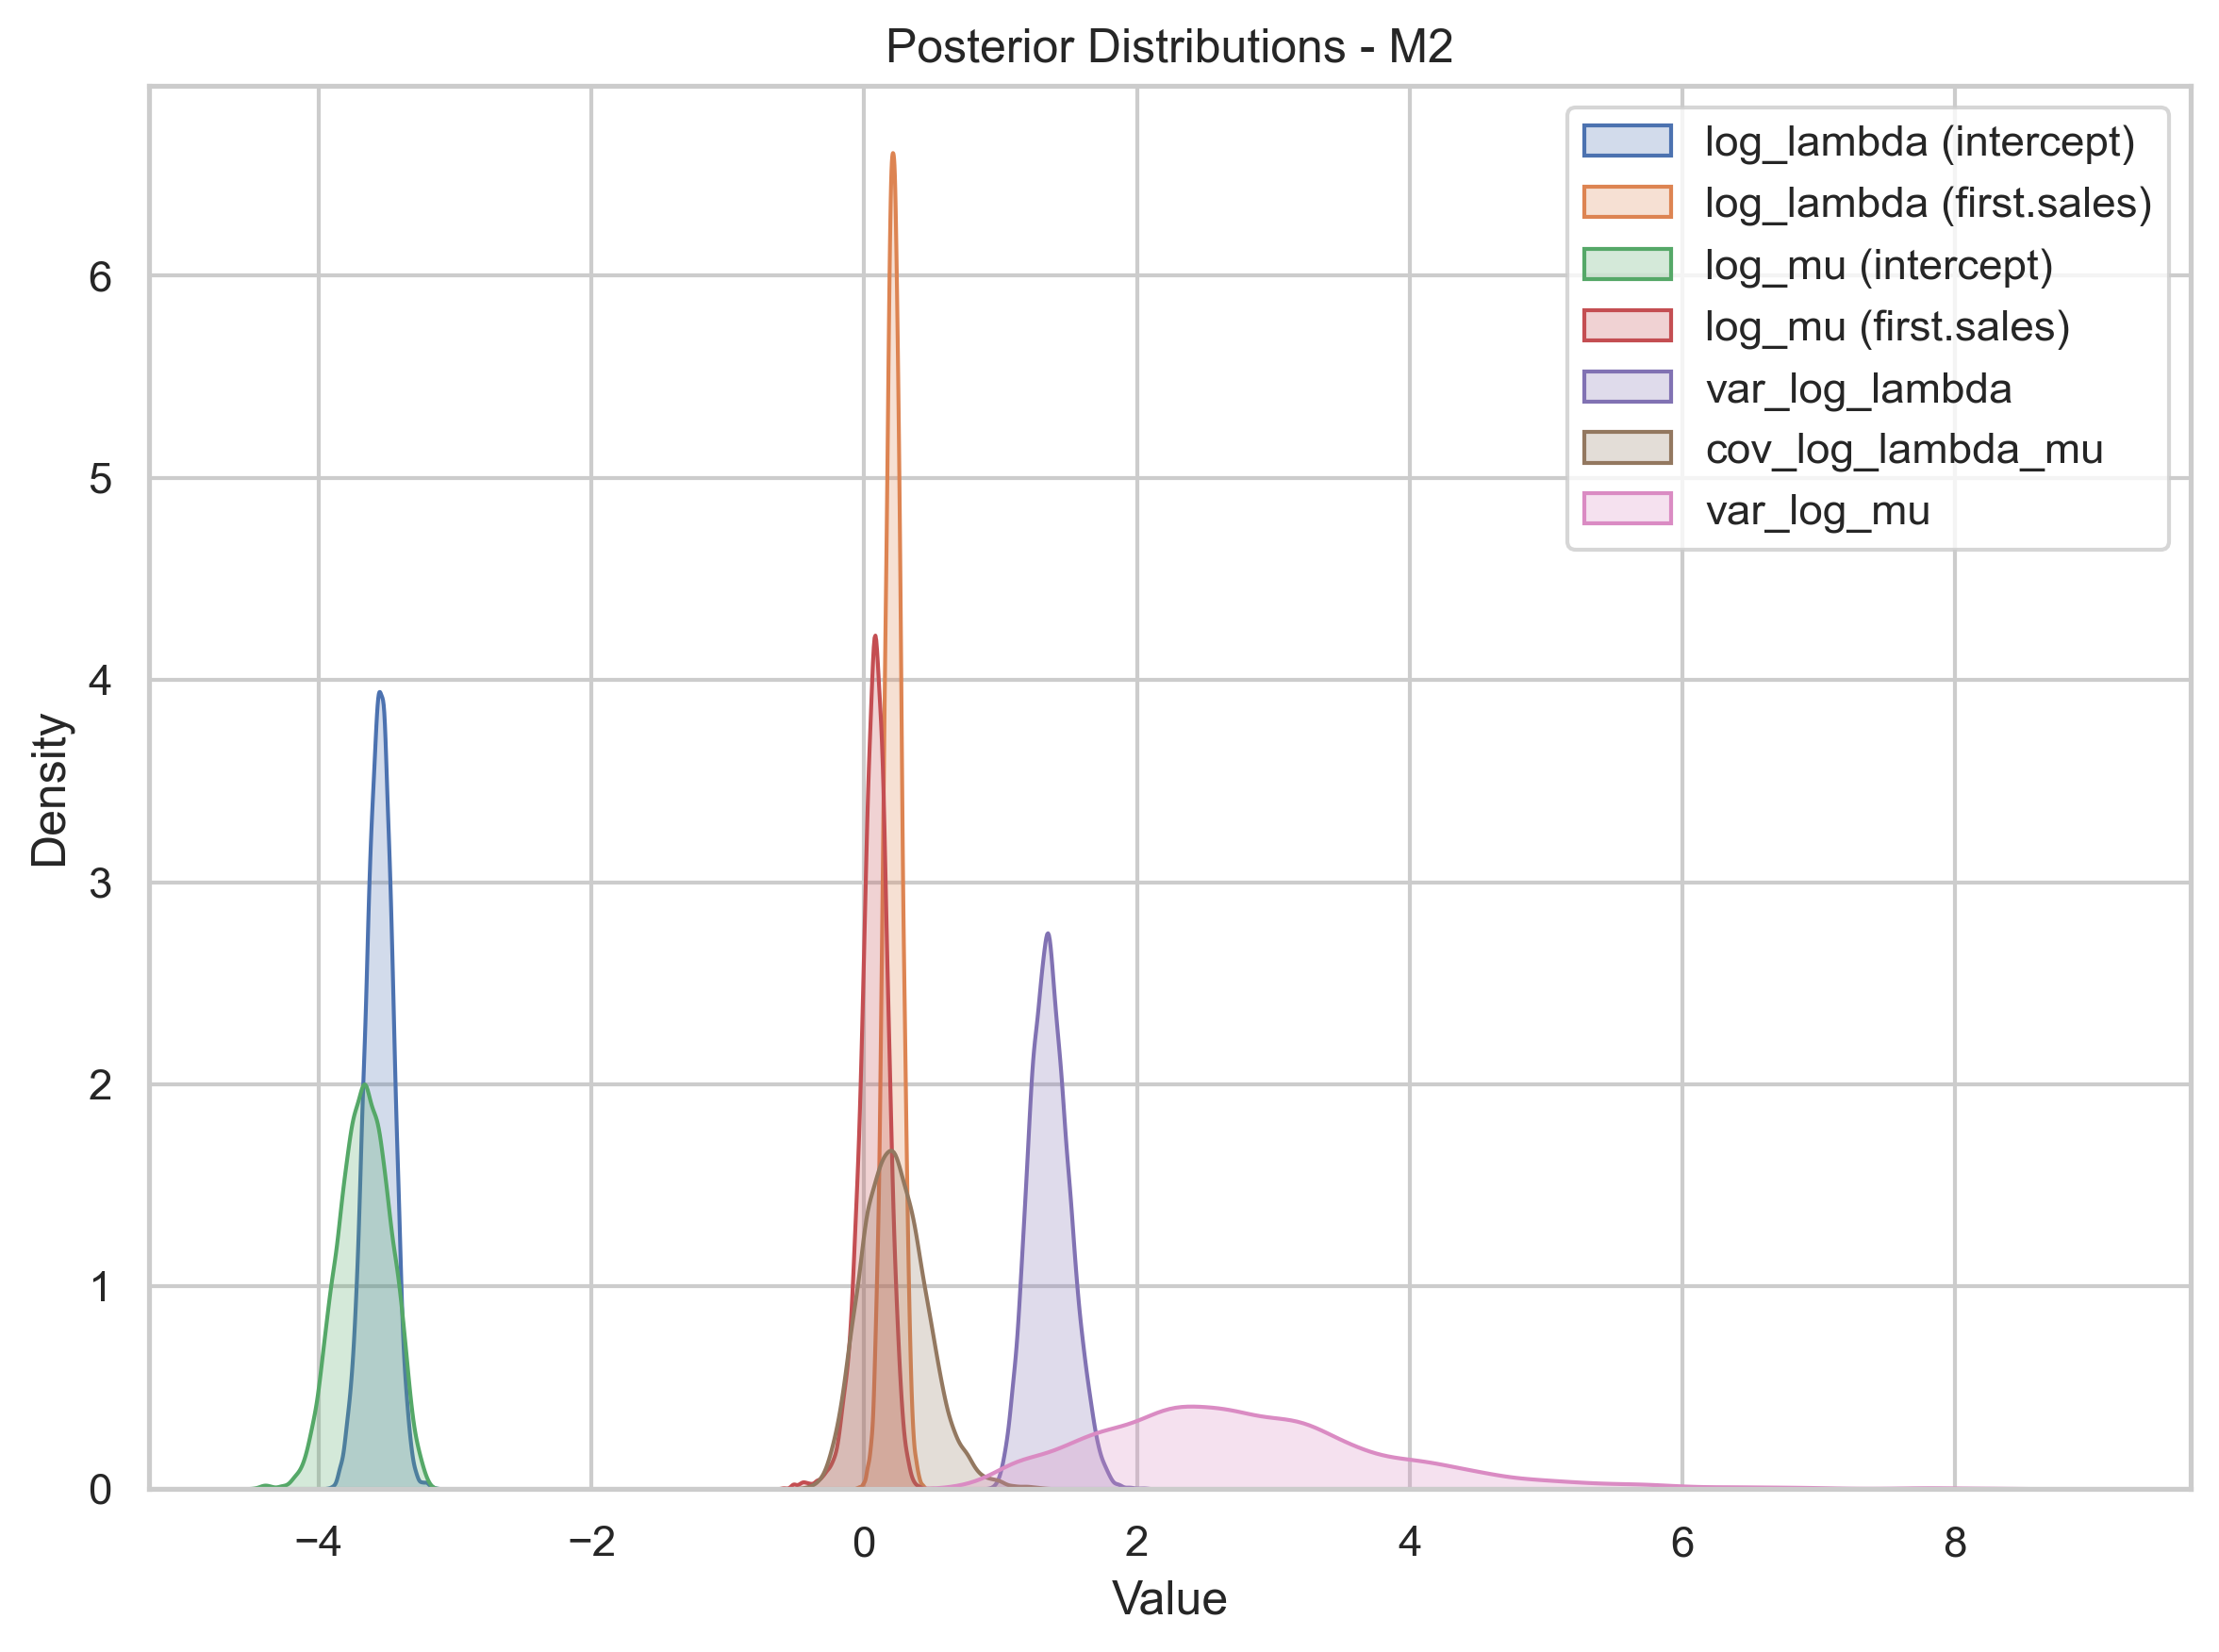 Posterior Distributions - M2
log_lambda (intercept)
log_lambda (first.sales)
log_mu (intercept)
log_mu (first.sales)
var_log_lambda
cov_log_lambda_mu
var_log_mu
Density
6
5
4
3
2
1
0
−4 −2 0 2 4 6 8
Value